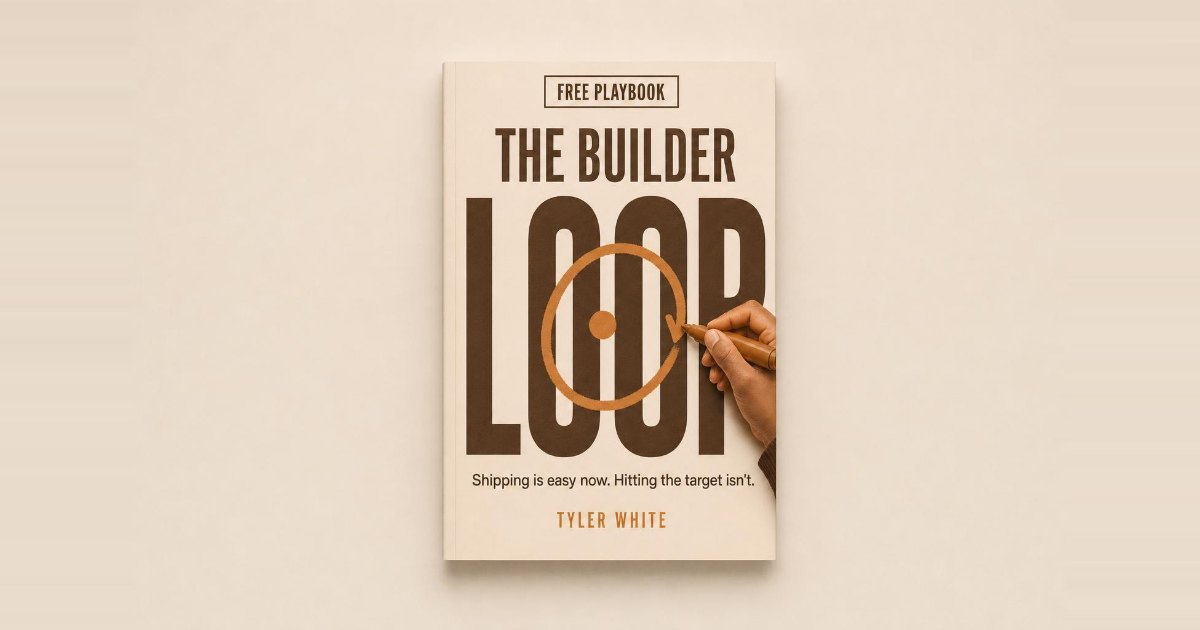 FREE PLAYBOOK
THE BUILDER
LOOP
Shipping is easy now. Hitting the target isn't.
TYLER WHITE